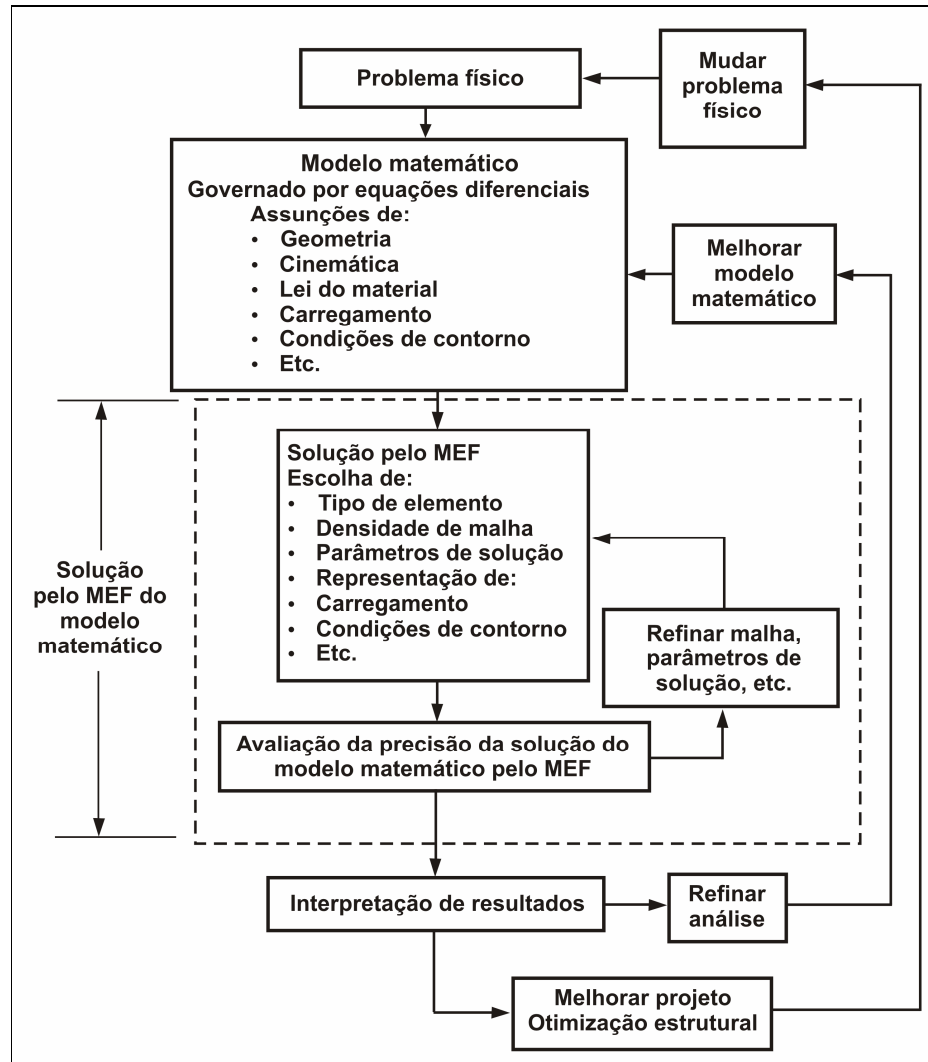 Problema físico
Mudar
problema
físico
Modelo matemático
Governado por equações diferenciais
Assunções de:
• Geometria
• Cinemática
• Lei do material
• Carregamento
• Condições de contorno
• Etc.
Melhorar
modelo
matemático
Solução
pelo MEF do
modelo
matemático
Solução pelo MEF
Escolha de:
• Tipo de elemento
• Densidade de malha
• Parâmetros de solução
• Representação de:
• Carregamento
• Condições de contorno
• Etc.
Refinar malha,
parâmetros de
solução, etc.
Avaliação da precisão da solução do
modelo matemático pelo MEF
Interpretação de resultados
Refinar
análise
Melhorar projeto
Otimização estrutural